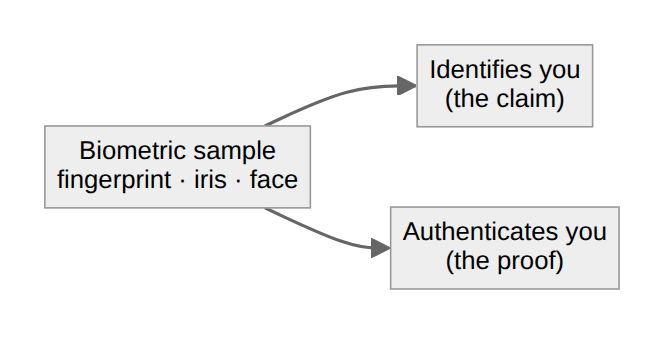 Biometric sample
fingerprint · iris · face
Identifies you
(the claim)
Authenticates you
(the proof)